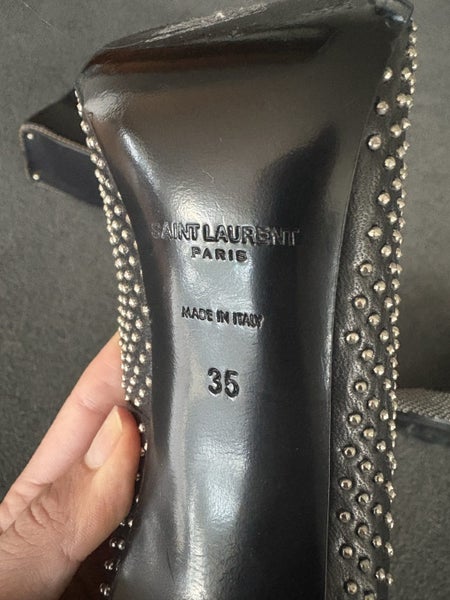 SAINT LAURENT
PARIS
MADE IN ITALY
35